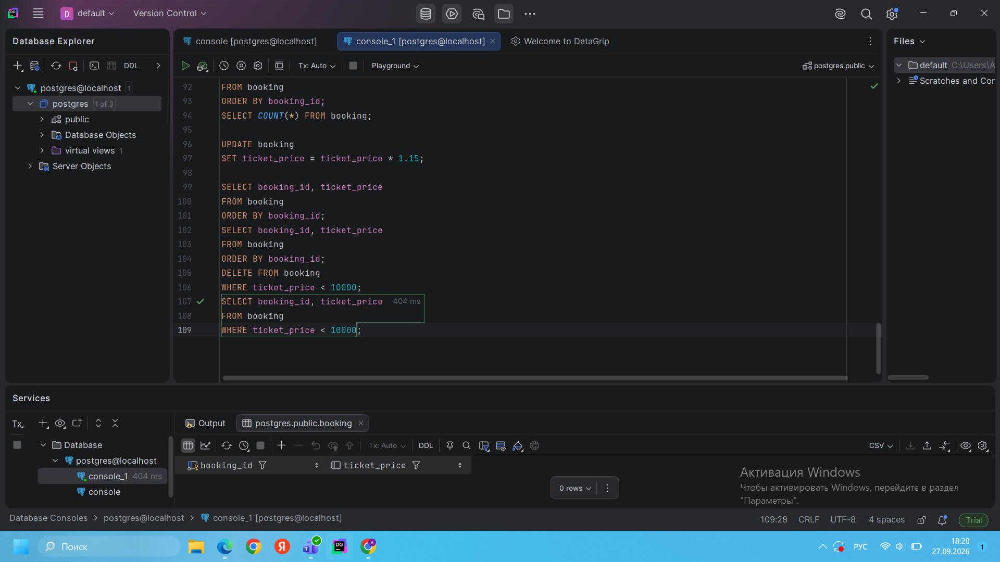 DG
D default
Version Control
Database Explorer
DDL
postgres@localhost 1
postgres 1 of 3
public
Database Objects
virtual views 1
Server Objects
console [postgres@localhost]
console_1 [postgres@localhost]
Welcome to DataGrip
Tx: Auto
Playground
postgres.public
92 FROM booking
93 ORDER BY booking_id;
94 SELECT COUNT(*) FROM booking;
95
96 UPDATE booking
97 SET ticket_price = ticket_price * 1.15;
98
99 SELECT booking_id, ticket_price
100 FROM booking
101 ORDER BY booking_id;
102 SELECT booking_id, ticket_price
103 FROM booking
104 ORDER BY booking_id;
105 DELETE FROM booking
106 WHERE ticket_price < 10000;
107 SELECT booking_id, ticket_price 404 ms
108 FROM booking
109 WHERE ticket_price < 10000;
Files
default C:\Users\A
Scratches and Con
Services
Tx
Database
postgres@localhost
console_1 404 ms
console
Output
postgres.public.booking
Tx: Auto
DDL
CSV
booking_id
ticket_price
0 rows
Активация Windows
Чтобы активировать Windows, перейдите в раздел
"Параметры".
Database Consoles > postgres@localhost > console_1 [postgres@localhost]
109:28 CRLF UTF-8 4 spaces Trial
Поиск
Я
T
DG
A
РУС
18:20
27.09.2026
1